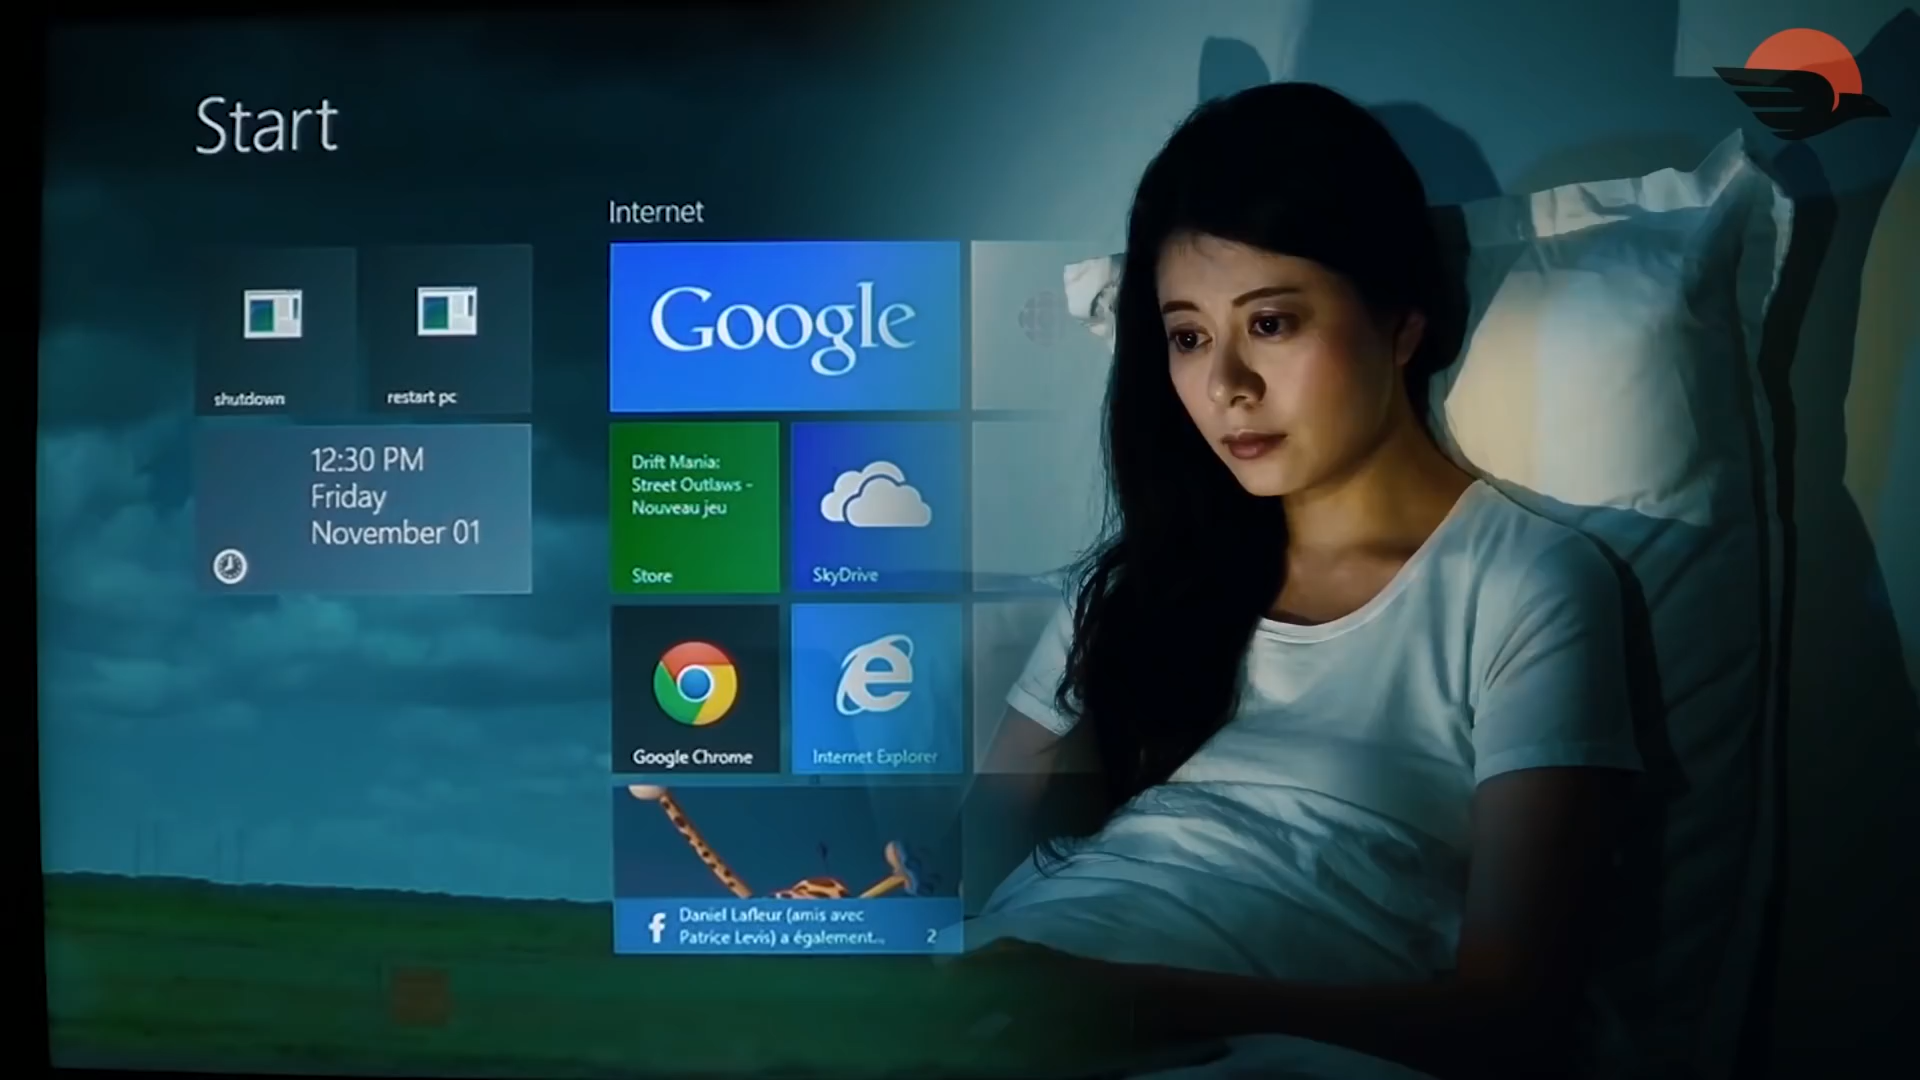 Start
Internet
shutdown
restart pc
12:30 PM
Friday
November 01
Google
Drift Mania:
Street Outlaws -
Nouveau jeu
Store
SkyDrive
Google Chrome
Internet Explorer
Daniel Lafleur (amis avec
Patrice Levis) a également...
2